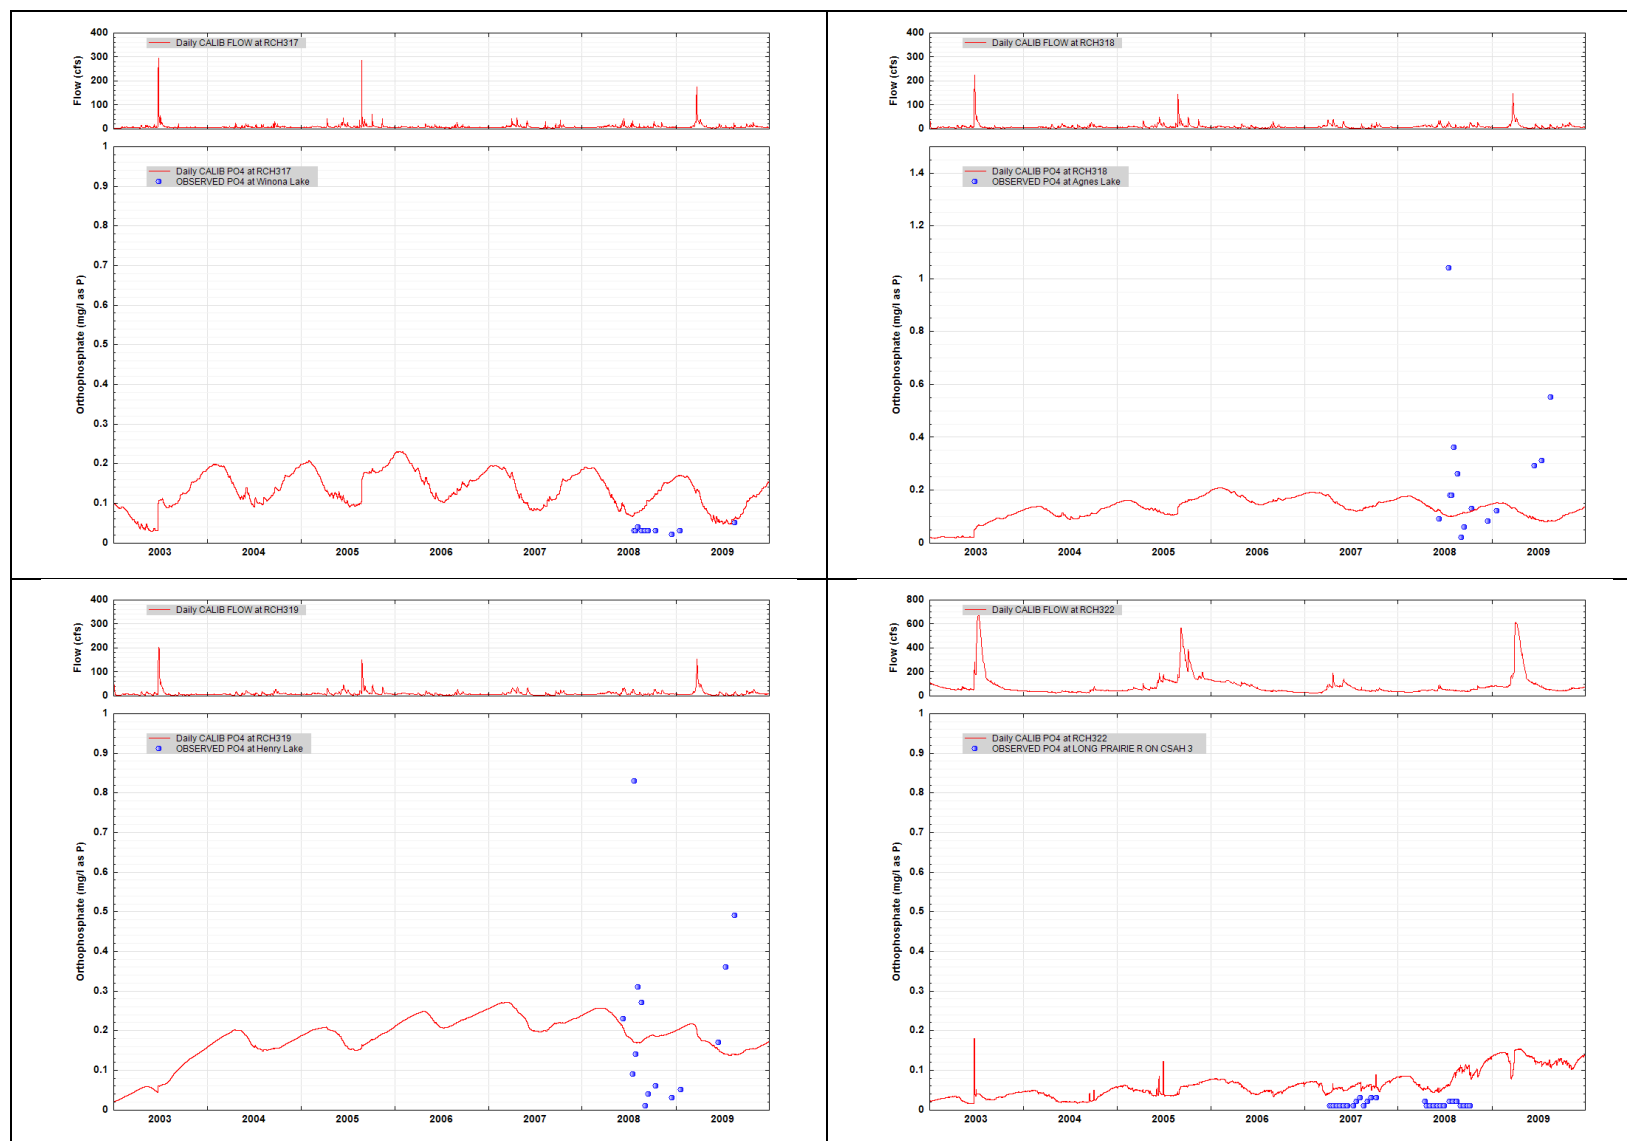 400
300
200
100
0
Flow (cfs)
Daily CALIB FLOW at RCH317
1
0.9
0.8
0.7
0.6
0.5
0.4
0.3
0.2
0.1
0
Orthophosphate (mg/l as P)
Daily CALIB PO4 at RCH317
OBSERVED PO4 at Winona Lake
2003 2004 2005 2006 2007 2008 2009
400
300
200
100
0
Flow (cfs)
Daily CALIB FLOW at RCH318
1.4
1.2
1
0.8
0.6
0.4
0.2
0
Orthophosphate (mg/l as P)
Daily CALIB PO4 at RCH318
OBSERVED PO4 at Agnes Lake
2003 2004 2005 2006 2007 2008 2009
400
300
200
100
0
Flow (cfs)
Daily CALIB FLOW at RCH319
1
0.9
0.8
0.7
0.6
0.5
0.4
0.3
0.2
0.1
0
Orthophosphate (mg/l as P)
Daily CALIB PO4 at RCH319
OBSERVED PO4 at Henry Lake
2003 2004 2005 2006 2007 2008 2009
800
600
400
200
0
Flow (cfs)
Daily CALIB FLOW at RCH322
1
0.9
0.8
0.7
0.6
0.5
0.4
0.3
0.2
0.1
0
Orthophosphate (mg/l as P)
Daily CALIB PO4 at RCH322
OBSERVED PO4 at LONG PRAIRIE R ON CSAH 3
2003 2004 2005 2006 2007 2008 2009